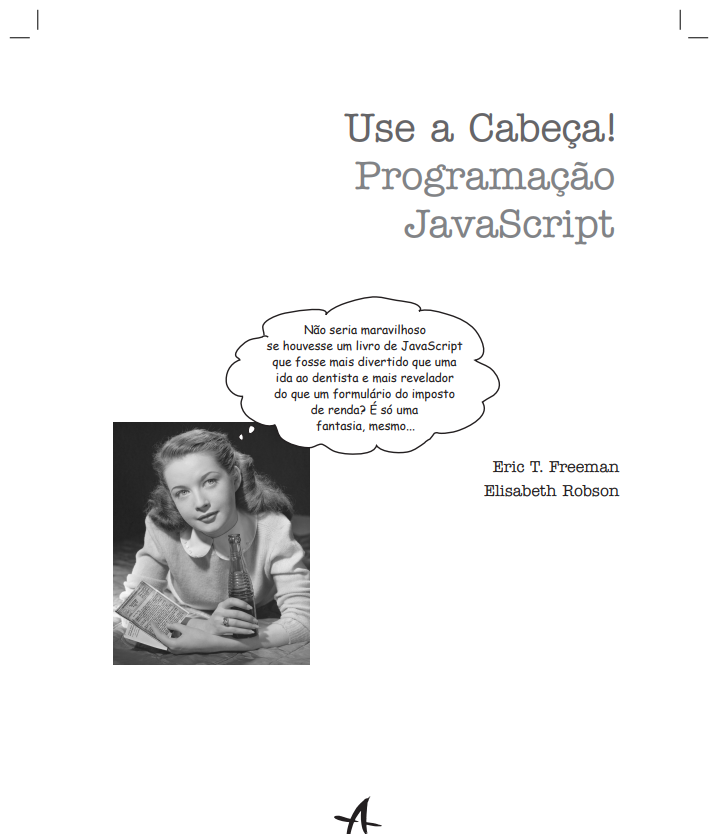 Use a Cabeça!
Programação
JavaScript
Não seria maravilhoso
se houvesse um livro de JavaScript
que fosse mais divertido que uma
ida ao dentista e mais revelador
do que um formulário do imposto
de renda? É só uma
fantasia, mesmo...
Eric T. Freeman
Elisabeth Robson